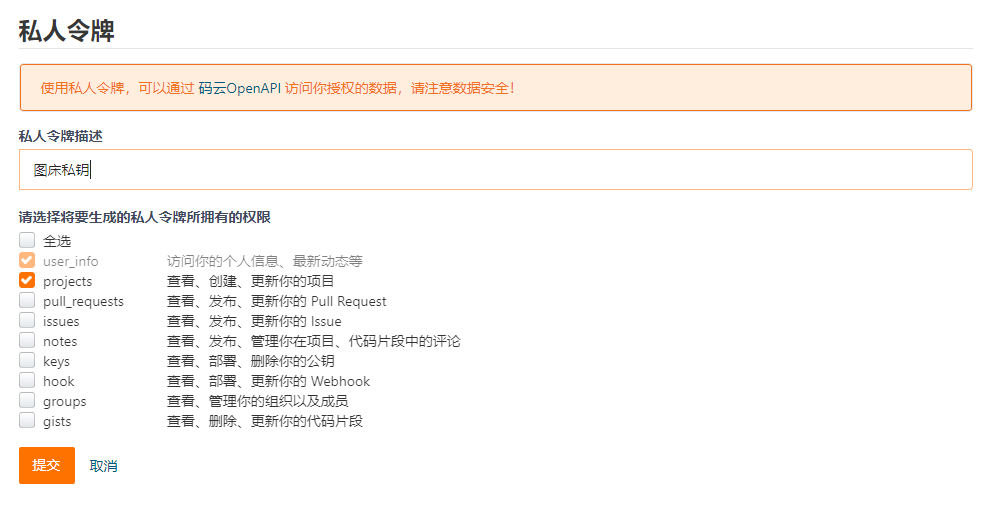 私人令牌
使用私人令牌，可以通过 码云OpenAPI 访问你授权的数据，请注意数据安全！
私人令牌描述
图床私钥
请选择将要生成的私人令牌所拥有的权限
全选
user_info 访问你的个人信息、最新动态等
projects 查看、创建、更新你的项目
pull_requests 查看、发布、更新你的 Pull Request
issues 查看、发布、更新你的 Issue
notes 查看、发布、管理你在项目、代码片段中的评论
keys 查看、部署、删除你的公钥
hook 查看、部署、更新你的 Webhook
groups 查看、管理你的组织以及成员
gists 查看、删除、更新你的代码片段
提交 取消